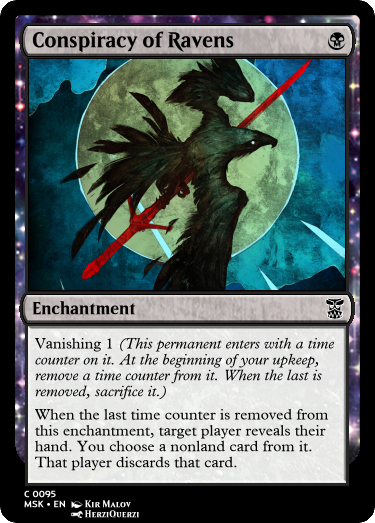 Conspiracy of Ravens
Enchantment
Vanishing 1 (This permanent enters with a time
counter on it. At the beginning of your upkeep,
remove a time counter from it. When the last is
removed, sacrifice it.)
When the last time counter is removed from
this enchantment, target player reveals their
hand. You choose a nonland card from it.
That player discards that card.
C 0095
MSK • EN Kir Malov
HerziQuerzi